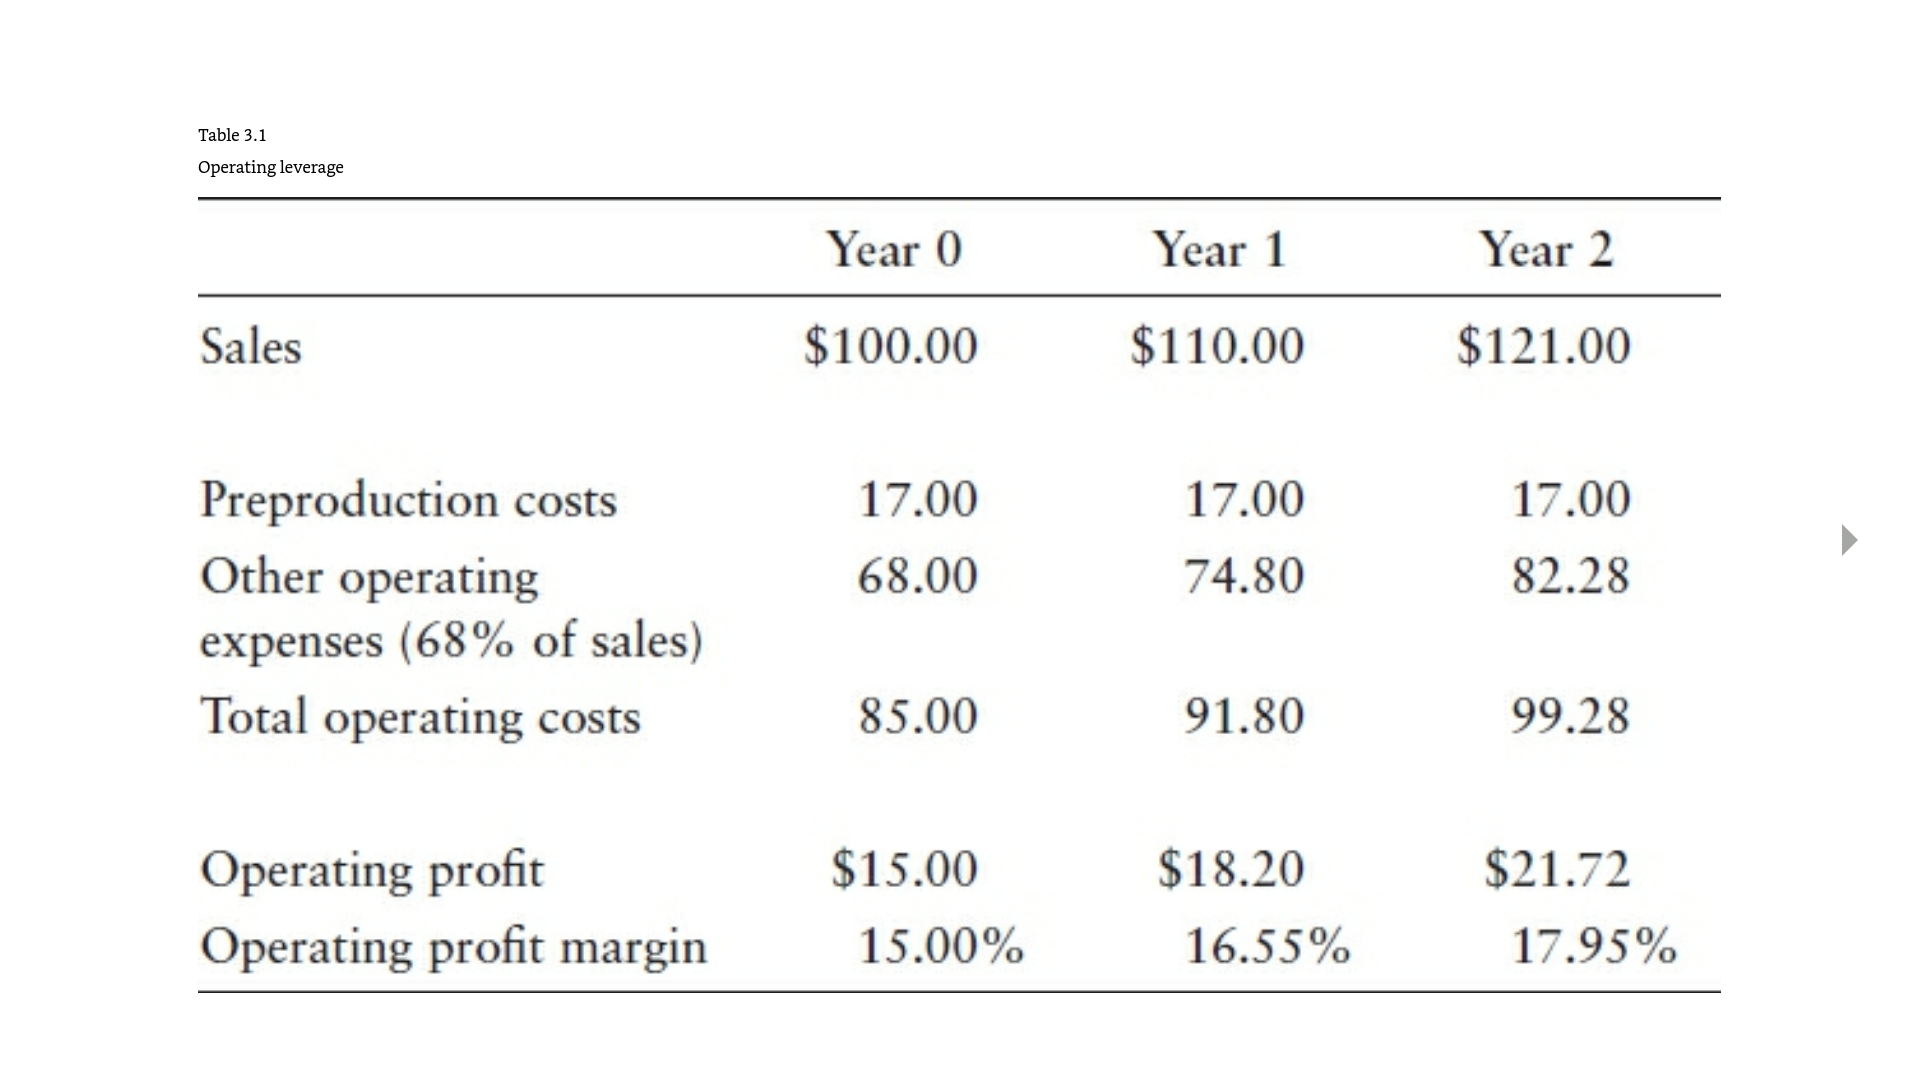 Table 3.1
Operating leverage
Year 0 Year 1 Year 2
Sales $100.00 $110.00 $121.00
Preproduction costs 17.00 17.00 17.00
Other operating 68.00 74.80 82.28
expenses (68% of sales)
Total operating costs 85.00 91.80 99.28
Operating profit $15.00 $18.20 $21.72
Operating profit margin 15.00% 16.55% 17.95%